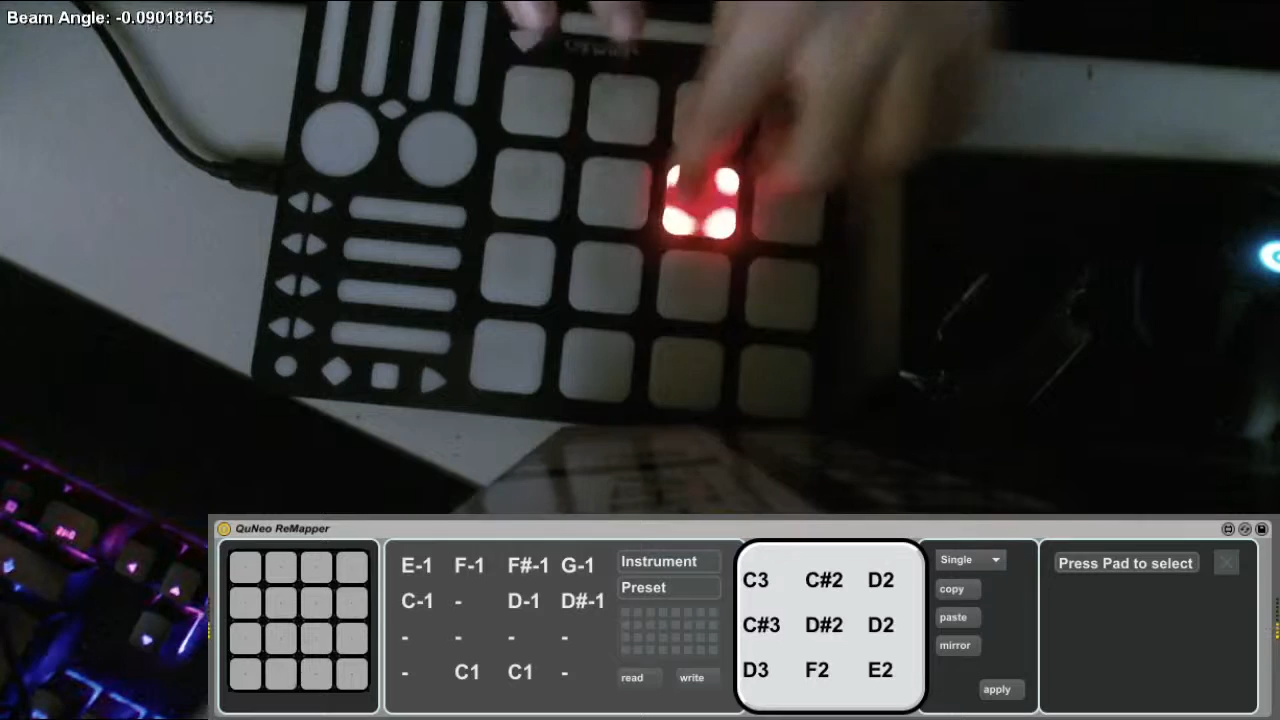 Beam Angle: -0.09018165
QuNeo ReMapper
E-1 F-1 F#-1 G-1
C-1 - D-1 D#-1
- - - -
- C1 C1 -
Instrument
Preset
read write
C3 C#2 D2
C#3 D#2 D2
D3 F2 E2
Single
copy
paste
mirror
apply
Press Pad to select